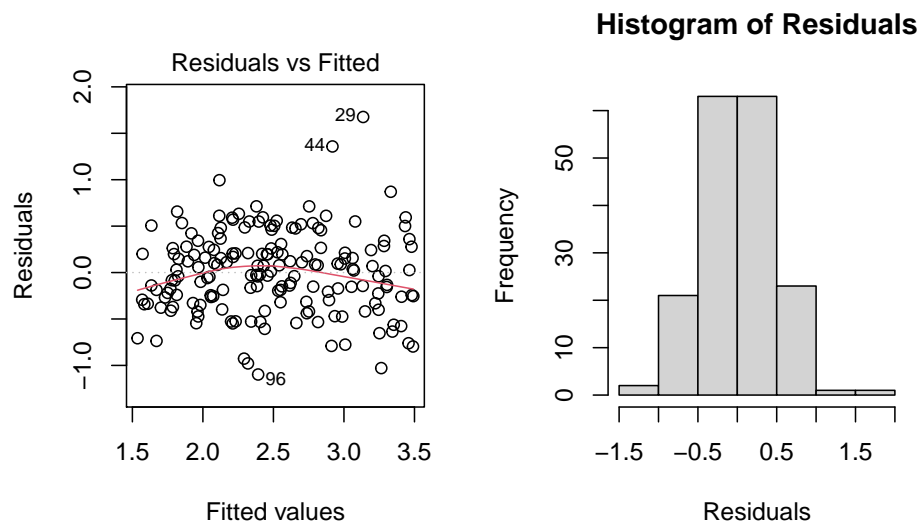 Residuals vs Fitted
2.0
1.0
0.0
−1.0
Residuals
29
44
96
1.5 2.0 2.5 3.0 3.5
Fitted values
Histogram of Residuals
50
30
10
0
Frequency
−1.5 −0.5 0.5 1.5
Residuals